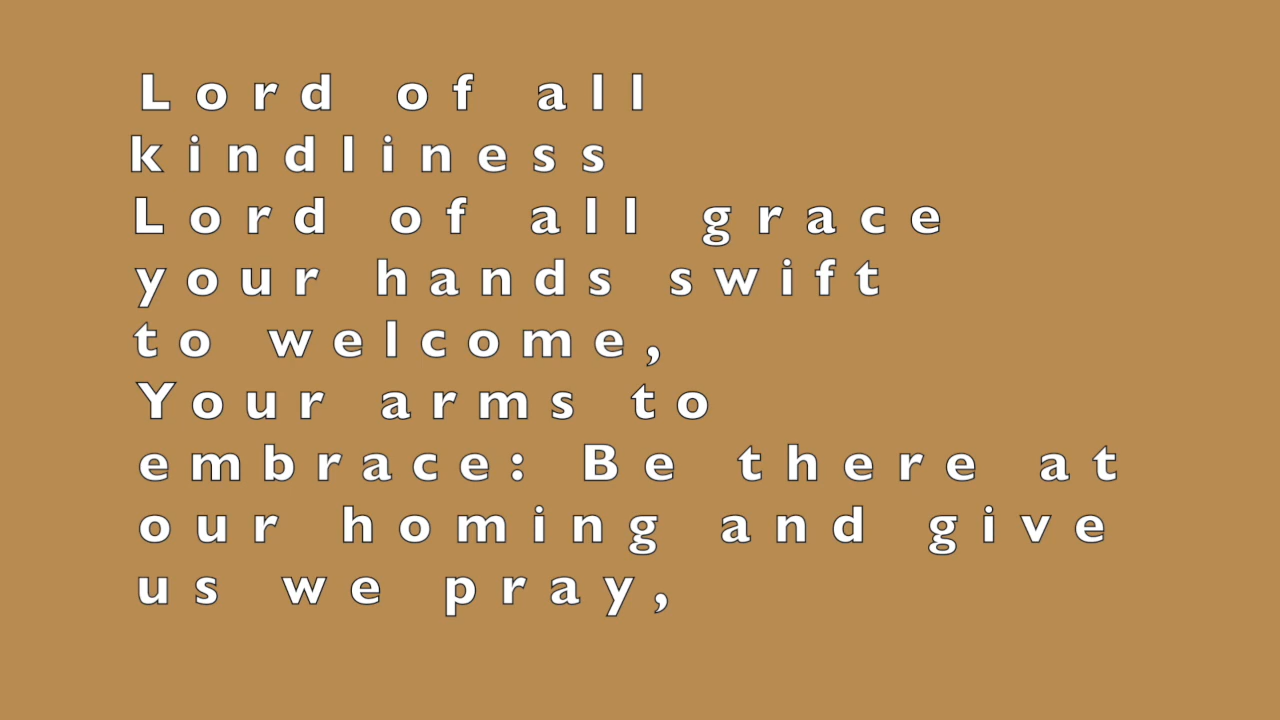 Lord of all
kindliness
Lord of all grace
your hands swift
to welcome,
Your arms to
embrace: Be there at
our homing and give
us we pray,